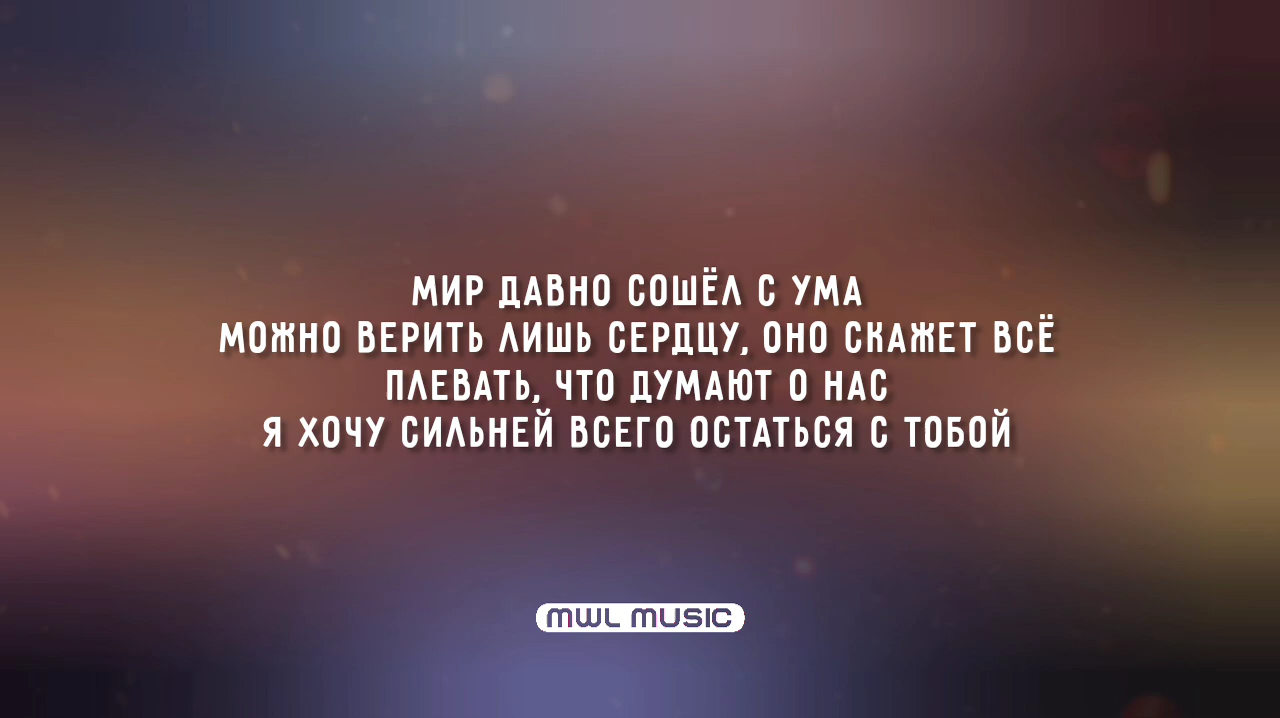 МИР ДАВНО СОШЁЛ С УМА
МОЖНО ВЕРИТЬ ЛИШЬ СЕРДЦУ, ОНО СКАЖЕТ ВСЁ
ПЛЕВАТЬ, ЧТО ДУМАЮТ О НАС
Я ХОЧУ СИЛЬНЕЙ ВСЕГО ОСТАТЬСЯ С ТОБОЙ
MWL MUSIC